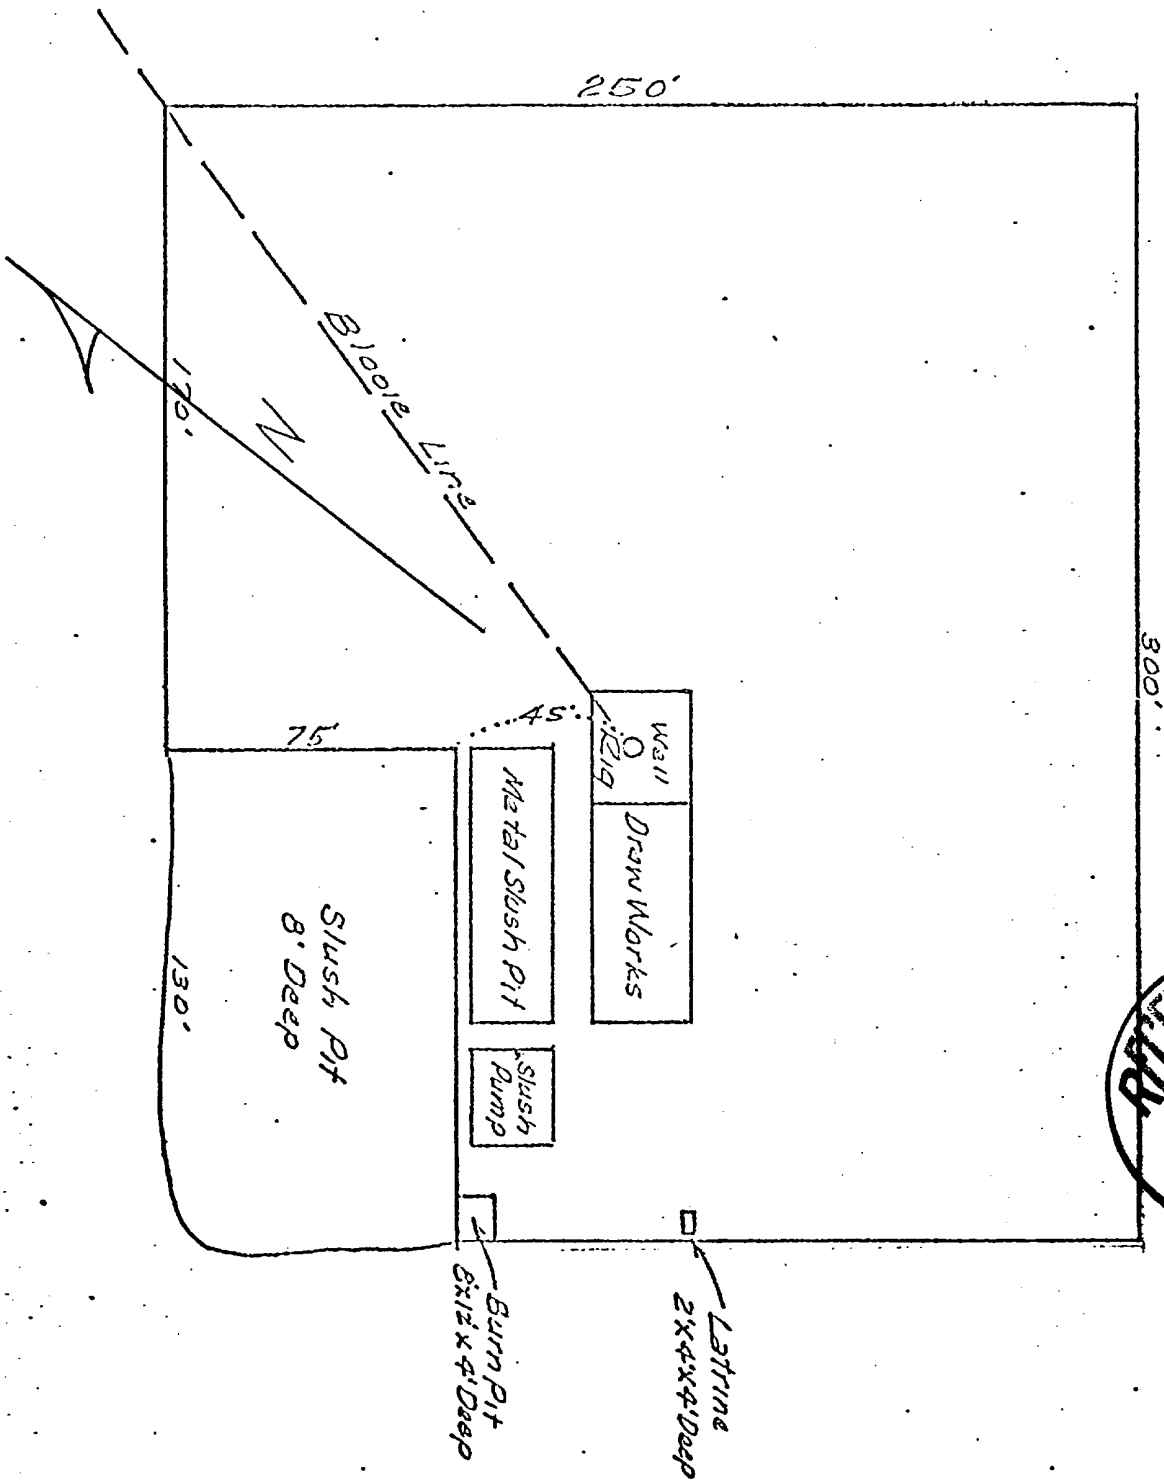 250'
300'
Blooie Line
170'
N
75'
45'
Well
Rig
Draw Works
Metal Slush Pit
Slush
Pump
Slush Pit
8' Deep
130'
Burn Pit
8'x12'x4' Deep
Latrine
2'x4'x4' Deep